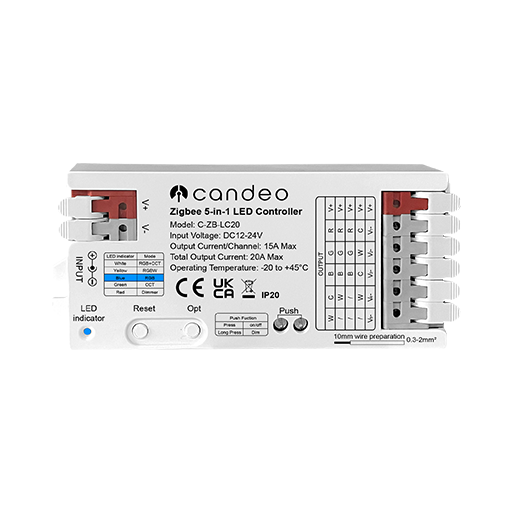 candeo
Zigbee 5-in-1 LED Controller
Model: C-ZB-LC20
Input Voltage: DC12-24V
Output Current/Channel: 15A Max
Total Output Current: 20A Max
Operating Temperature: -20 to +45°C
CE UK CA IP20
V+
V-
INPUT
LED indicator Mode
White RGB+CCT
Yellow RGBW
Blue RGB
Green CCT
Red Dimmer
LED
indicator
Reset
Opt
Push Fuction
Press on/off
Long Press Dim
Push
OUTPUT
V+ V+ V+ V+ V+
R R R / V-
G G G / V-
B B B / V-
C W / C V-
W / / W V-
10mm wire preparation
0.3-2mm²